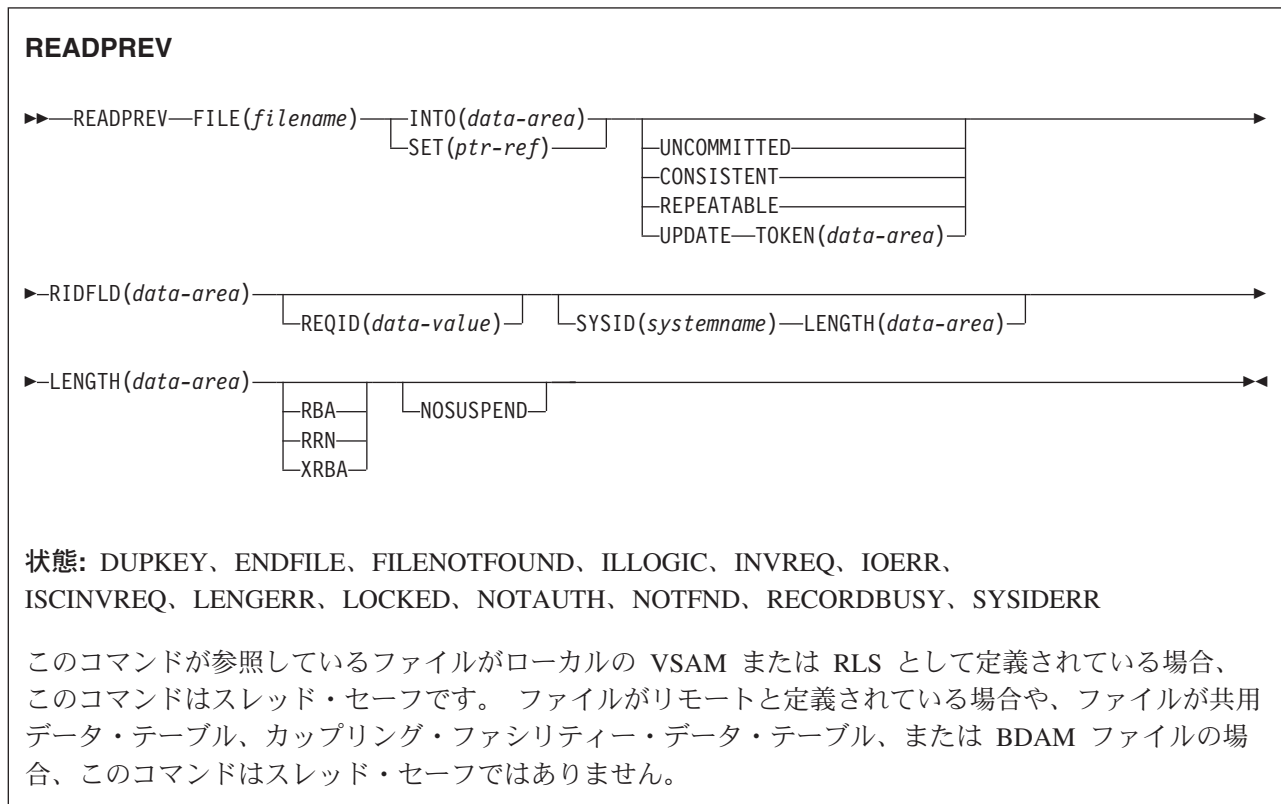 READPREV
READPREV FILE(filename) INTO(data-area)
SET(ptr-ref) UNCOMMITTED
CONSISTENT
REPEATABLE
UPDATE TOKEN(data-area)
RIDFLD(data-area)
REQID(data-value) SYSID(systemname) LENGTH(data-area)
LENGTH(data-area)
RBA NOSUSPEND
RRN
XRBA
状態: DUPKEY、ENDFILE、FILENOTFOUND、ILLOGIC、INVREQ、IOERR、
ISCINVREQ、LENGERR、LOCKED、NOTAUTH、NOTFND、RECORDBUSY、SYSIDERR
このコマンドが参照しているファイルがローカルの VSAM または RLS として定義されている場合、
このコマンドはスレッド・セーフです。 ファイルがリモートと定義されている場合や、ファイルが共用
データ・テーブル、カップリング・ファシリティー・データ・テーブル、または BDAM ファイルの場
合、このコマンドはスレッド・セーフではありません。